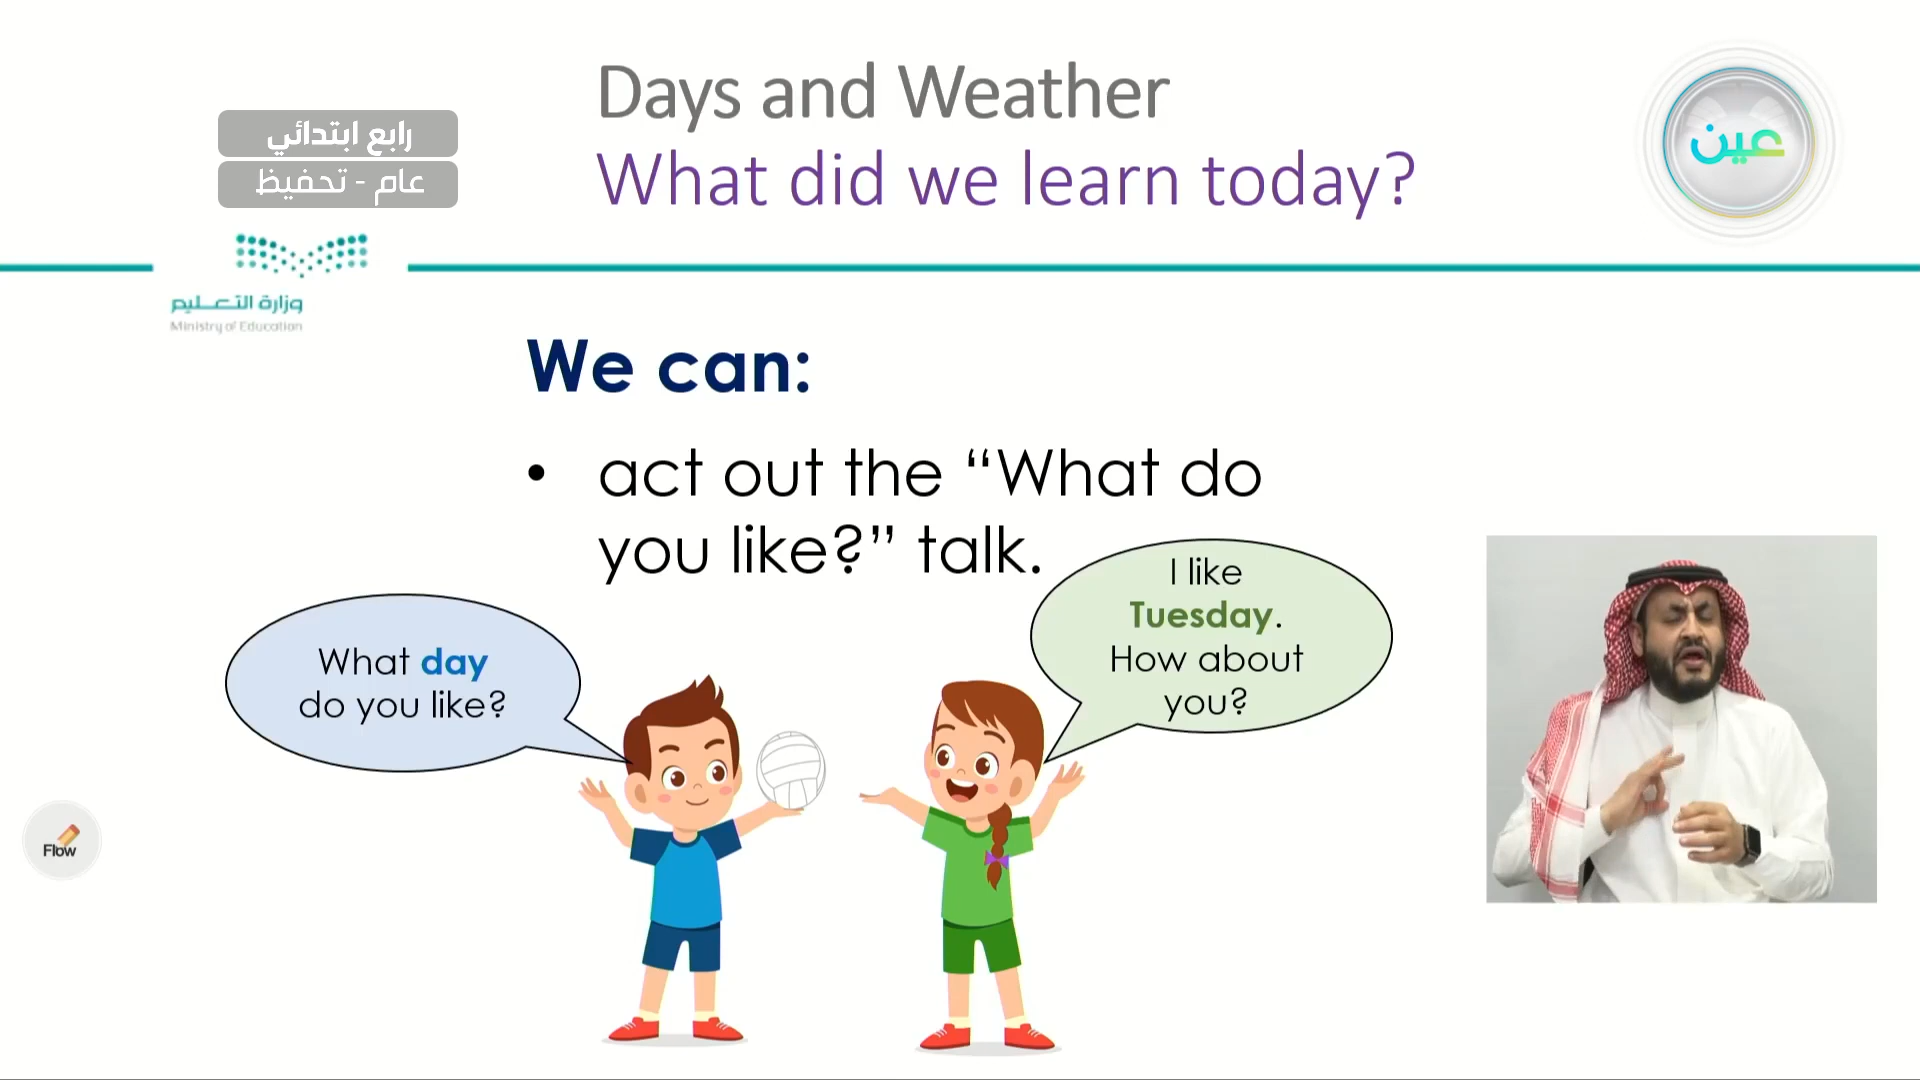 Days and Weather
What did we learn today?
رابع ابتدائي
عام - تحفيظ
عين
وزارة التعليم
Ministry of Education
We can:
• act out the “What do
you like?” talk.
What day
do you like?
I like
Tuesday.
How about
you?
Flow